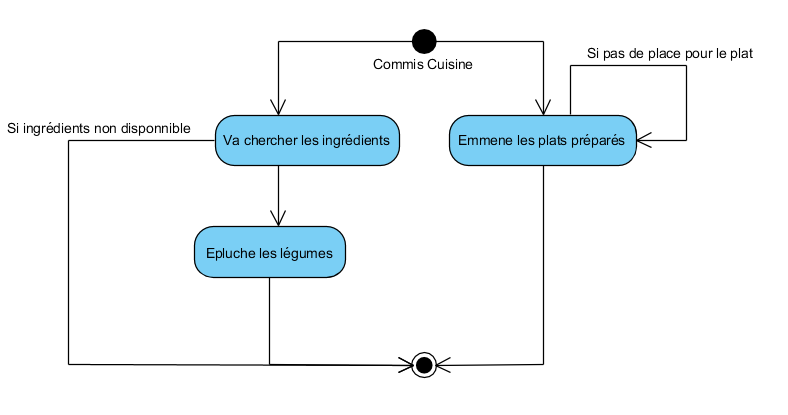 Si pas de place pour le plat
Commis Cuisine
Si ingrédients non disponnible
Va chercher les ingrédients
Emmene les plats préparés
Epluche les légumes